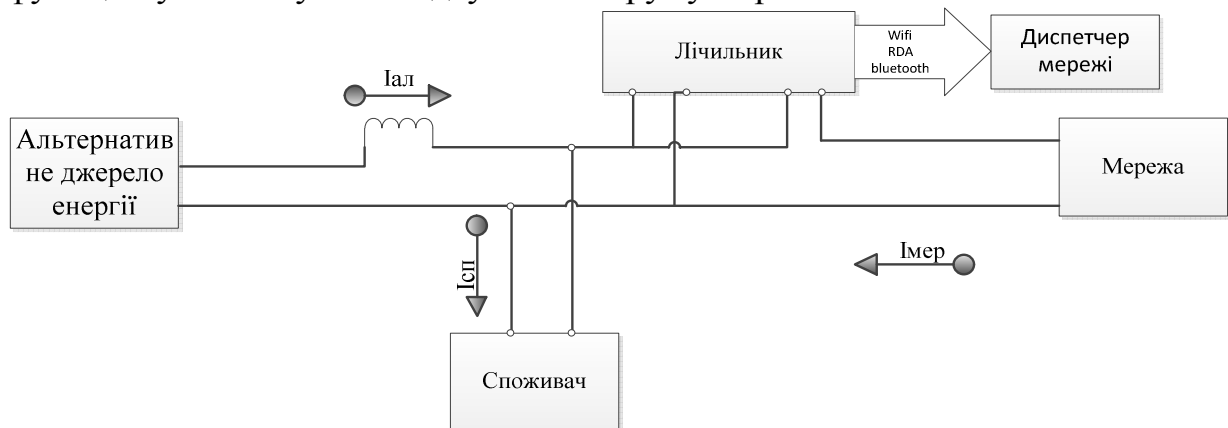 Лічильник
Wifi
RDA
bluetooth
Диспетчер
мережі
Іал
Альтернатив
не джерело
енергії
Мережа
Ісп
Імер
Споживач